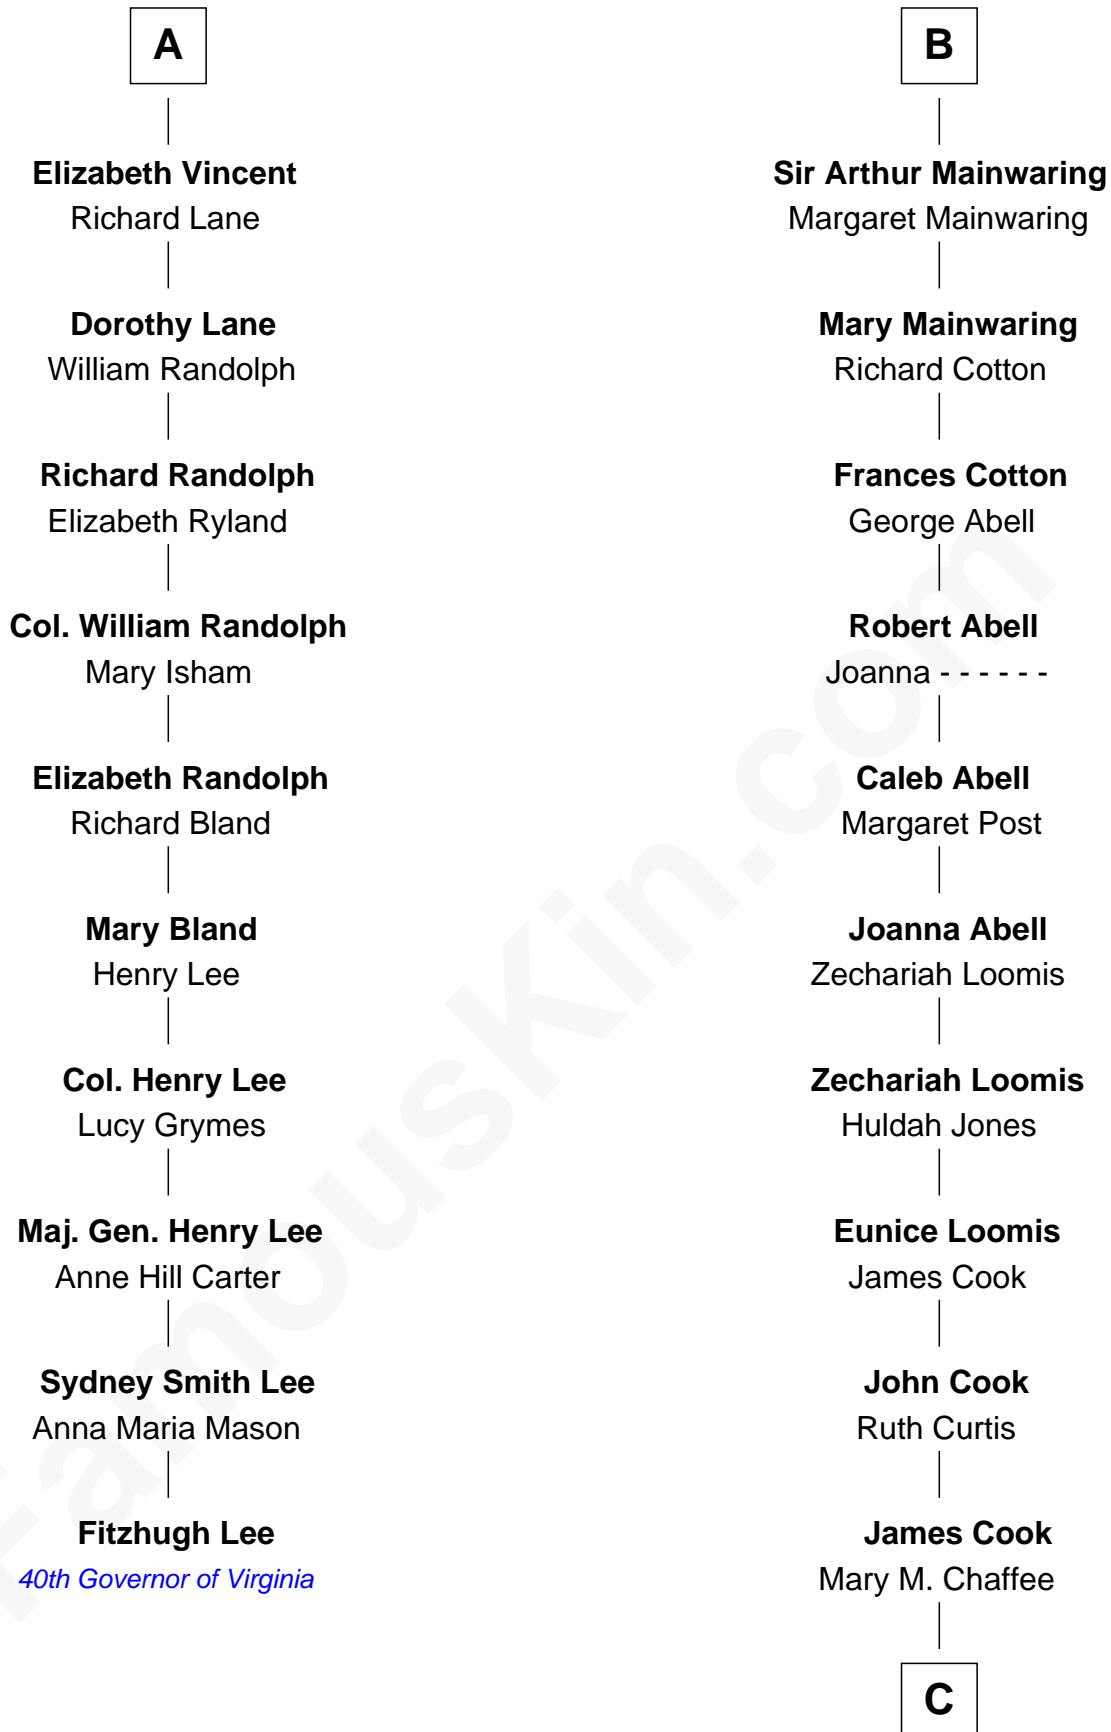 A
Elizabeth Vincent
Richard Lane
Dorothy Lane
William Randolph
Richard Randolph
Elizabeth Ryland
Col. William Randolph
Mary Isham
Elizabeth Randolph
Richard Bland
Mary Bland
Henry Lee
Col. Henry Lee
Lucy Grymes
Maj. Gen. Henry Lee
Anne Hill Carter
Sydney Smith Lee
Anna Maria Mason
Fitzhugh Lee
40th Governor of Virginia
B
Sir Arthur Mainwaring
Margaret Mainwaring
Mary Mainwaring
Richard Cotton
Frances Cotton
George Abell
Robert Abell
Joanna - - - - - -
Caleb Abell
Margaret Post
Joanna Abell
Zechariah Loomis
Zechariah Loomis
Huldah Jones
Eunice Loomis
James Cook
John Cook
Ruth Curtis
James Cook
Mary M. Chaffee
C
FamousKin.com